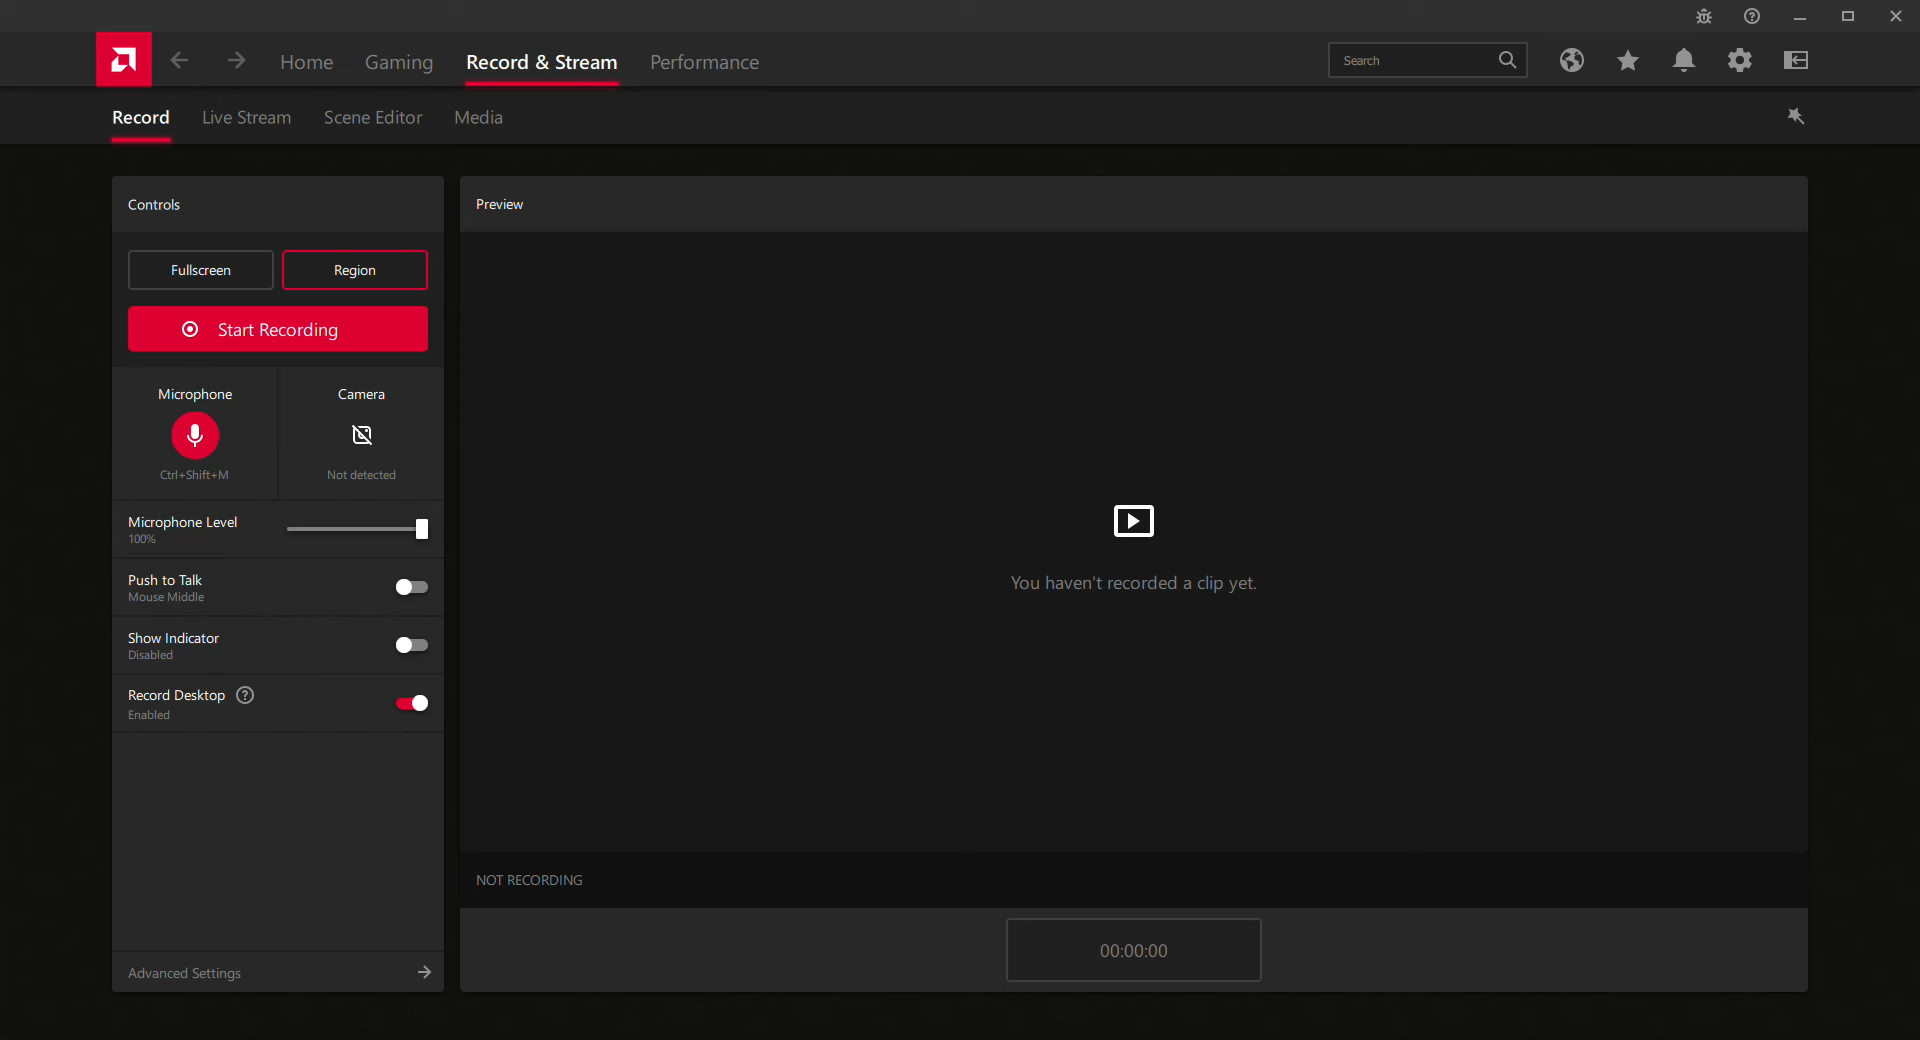 Home Gaming Record & Stream Performance Search
Record Live Stream Scene Editor Media
Controls
Fullscreen Region
Start Recording
Microphone Camera
Ctrl+Shift+M Not detected
Microphone Level
100%
Push to Talk
Mouse Middle
Show Indicator
Disabled
Record Desktop
Enabled
Advanced Settings
Preview
You haven't recorded a clip yet.
NOT RECORDING
00:00:00